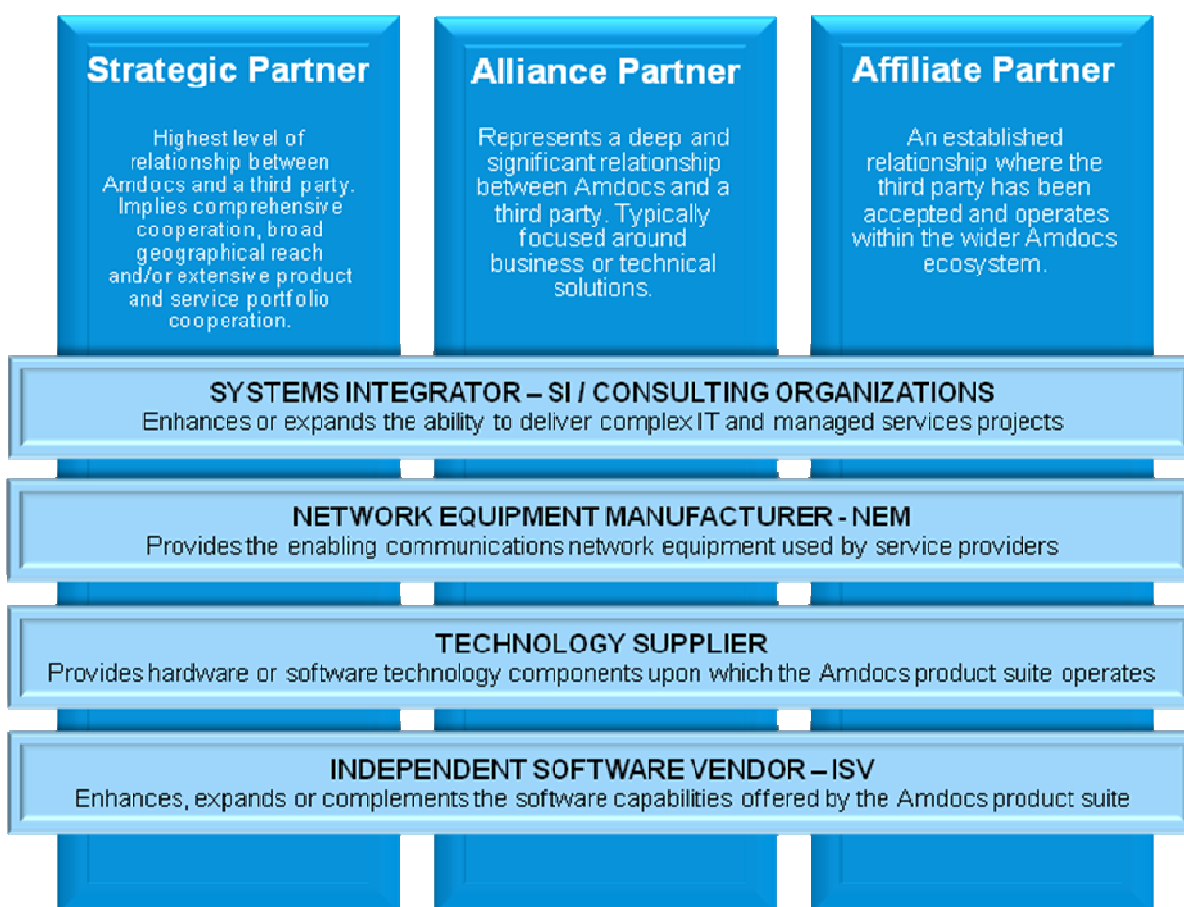 Strategic Partner
Highest level of
relationship between
Amdocs and a third party.
Implies comprehensive
cooperation, broad
geographical reach
and/or extensive product
and service portfolio
cooperation.
Alliance Partner
Represents a deep and
significant relationship
between Amdocs and a
third party. Typically
focused around
business or technical
solutions.
Affiliate Partner
An established
relationship where the
third party has been
accepted and operates
within the wider Amdocs
ecosystem.
SYSTEMS INTEGRATOR – SI / CONSULTING ORGANIZATIONS
Enhances or expands the ability to deliver complex IT and managed services projects
NETWORK EQUIPMENT MANUFACTURER - NEM
Provides the enabling communications network equipment used by service providers
TECHNOLOGY SUPPLIER
Provides hardware or software technology components upon which the Amdocs product suite operates
INDEPENDENT SOFTWARE VENDOR – ISV
Enhances, expands or complements the software capabilities offered by the Amdocs product suite